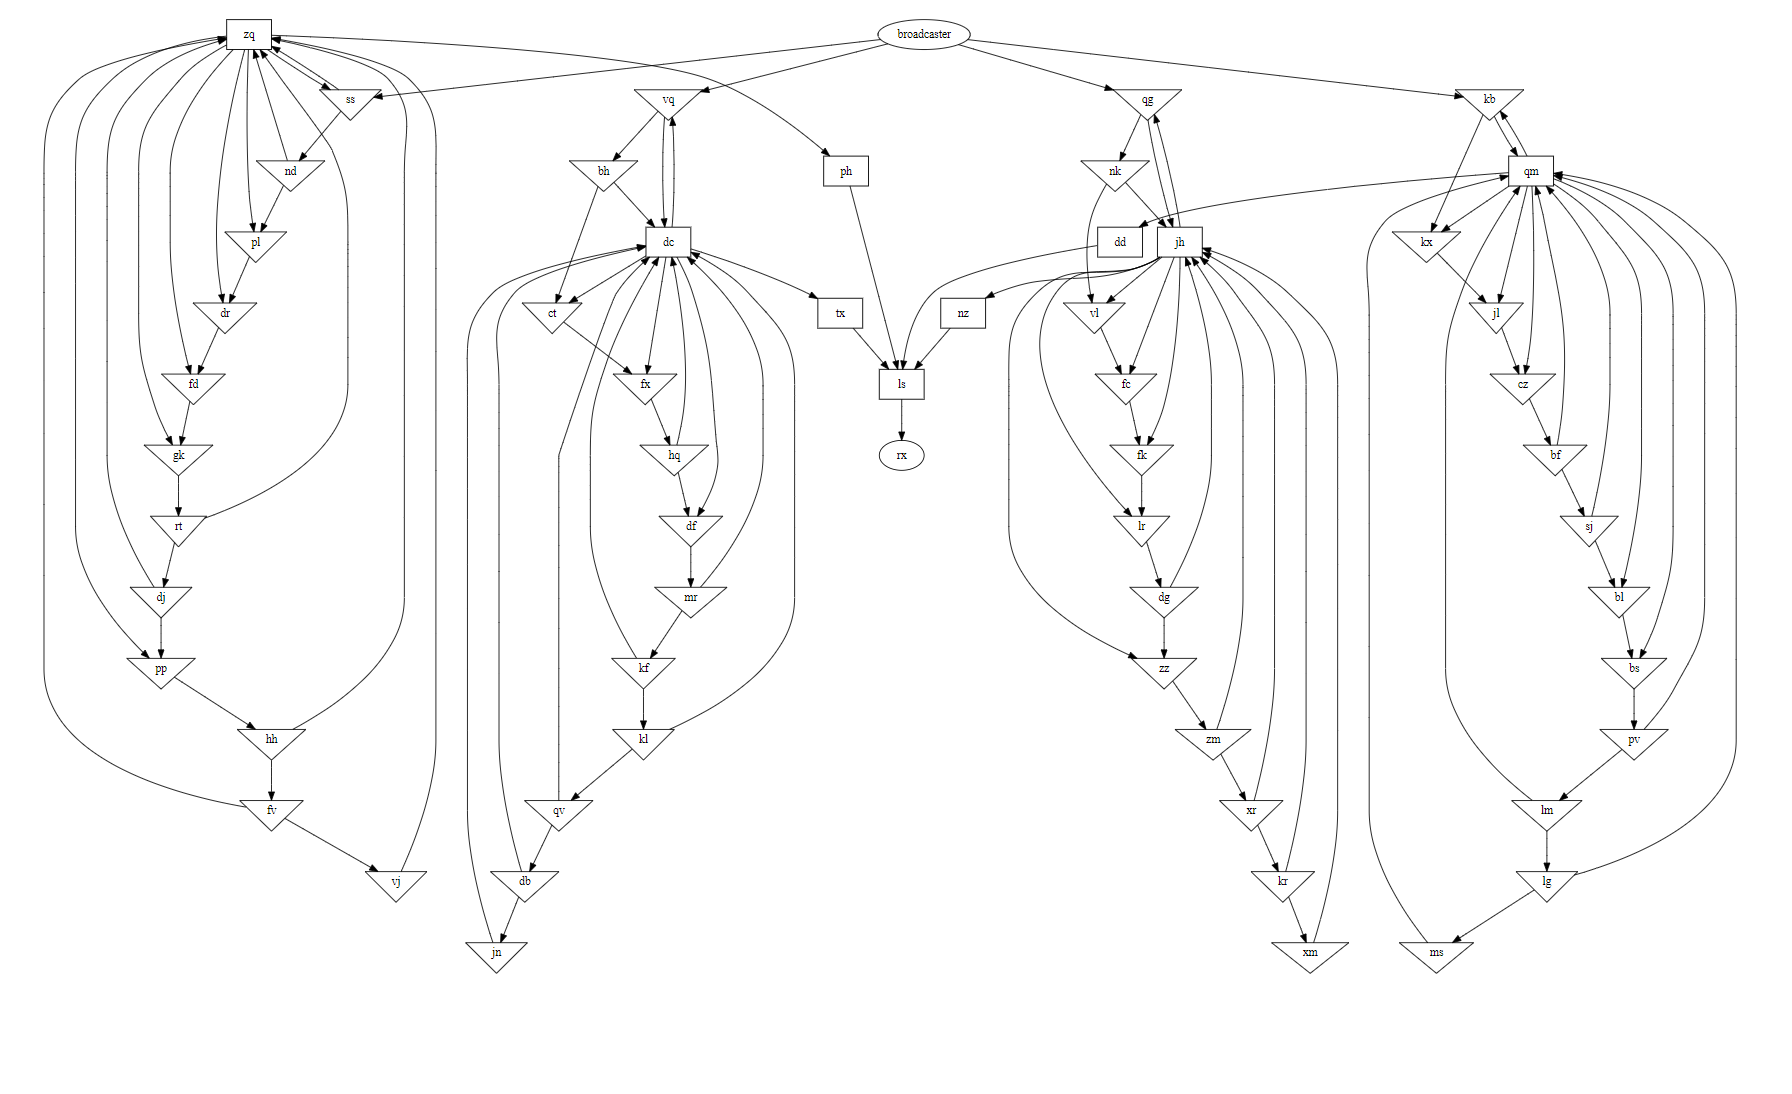 zq
broadcaster
ss
vq
qg
kb
nd
bh
ph
nk
qm
pl
dc
dd
jh
kx
dr
ct
tx
nz
vl
jl
fd
fx
ls
fc
cz
gk
hq
rx
fk
bf
rt
df
lr
sj
dj
mr
dg
bl
pp
kf
zz
bs
hh
kl
zm
pv
fv
qv
xr
lm
vj
db
kr
lg
jn
xm
ms